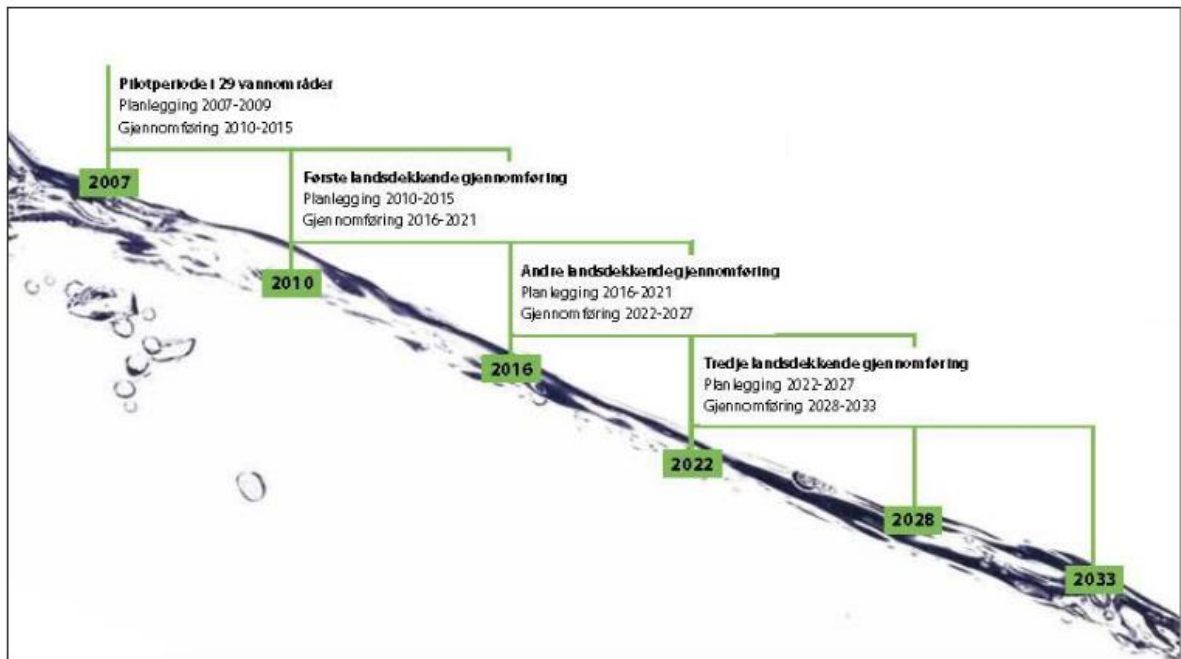 Pilotperiode i 29 vannområder
Planlegging 2007-2009
Gjennomføring 2010-2015
2007
Første landsdekkende gjennomføring
Planlegging 2010-2015
Gjennomføring 2016-2021
2010
Andre landsdekkende gjennomføring
Planlegging 2016-2021
Gjennomføring 2022-2027
2016
Tredje landsdekkende gjennomføring
Planlegging 2022-2027
Gjennomføring 2028-2033
2022
2028
2033